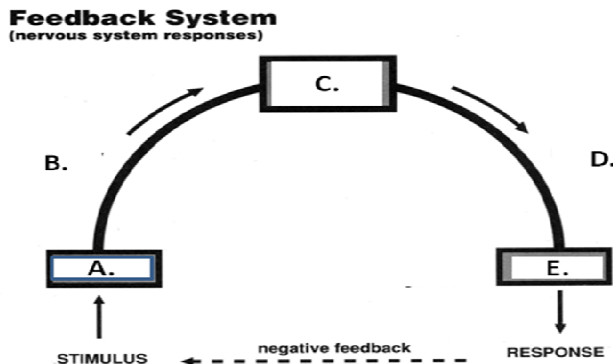 Feedback System
(nervous system responses)
C.
B.
D.
A.
E.
negative feedback
STIMULUS
RESPONSE